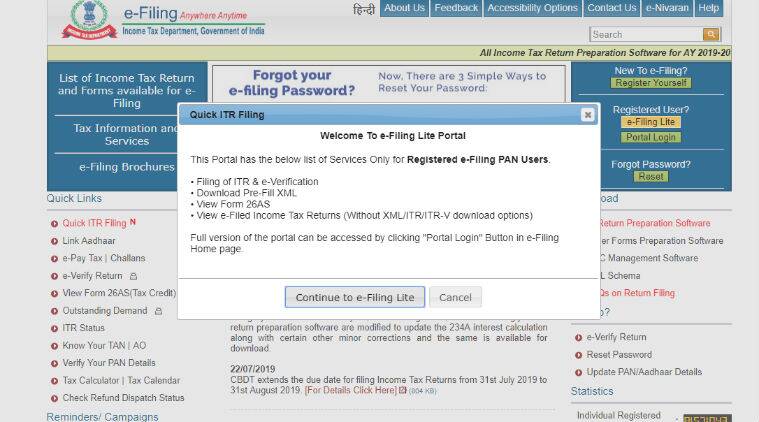 e-Filing Anywhere Anytime
Income Tax Department, Government of India
हिन्दी About Us Feedback Accessibility Options Contact Us e-Nivaran Help
Search
All Income Tax Return Preparation Software for AY 2019-20
List of Income Tax Return
and Forms available for e-
Filing
Tax Information and
Services
e-Filing Brochures
Forgot your
e-filing Password?
Now, There are 3 Simple Ways to
Reset Your Password:
New To e-Filing?
Register Yourself
Registered User?
e-Filing Lite
Portal Login
Forgot Password?
Reset
Quick ITR Filing
Welcome To e-Filing Lite Portal
This Portal has the below list of Services Only for Registered e-Filing PAN Users.
• Filing of ITR & e-Verification
• Download Pre-Fill XML
• View Form 26AS
• View e-Filed Income Tax Returns (Without XML/ITR/ITR-V download options)
Full version of the portal can be accessed by clicking "Portal Login" Button in e-Filing
Home page.
Continue to e-Filing Lite Cancel
Quick Links
Quick ITR Filing N
Link Aadhaar
e-Pay Tax | Challans
e-Verify Return
View Form 26AS(Tax Credit)
Outstanding Demand
ITR Status
Know Your TAN | AO
Verify Your PAN Details
Tax Calculator | Tax Calendar
Check Refund Dispatch Status
Reminders/ Campaigns
return preparation software are modified to update the 234A interest calculation
along with certain other minor corrections and the same is available for
download.
22/07/2019
CBDT extends the due date for filing Income Tax Returns from 31st July 2019 to
31st August 2019. [For Details Click Here] (804 KB)
oad
Return Preparation Software
er Forms Preparation Software
C Management Software
L Schema
Qs on Return Filing
?
e-Verify Return
Reset Password
Update PAN/Aadhaar Details
Statistics
Individual Registered